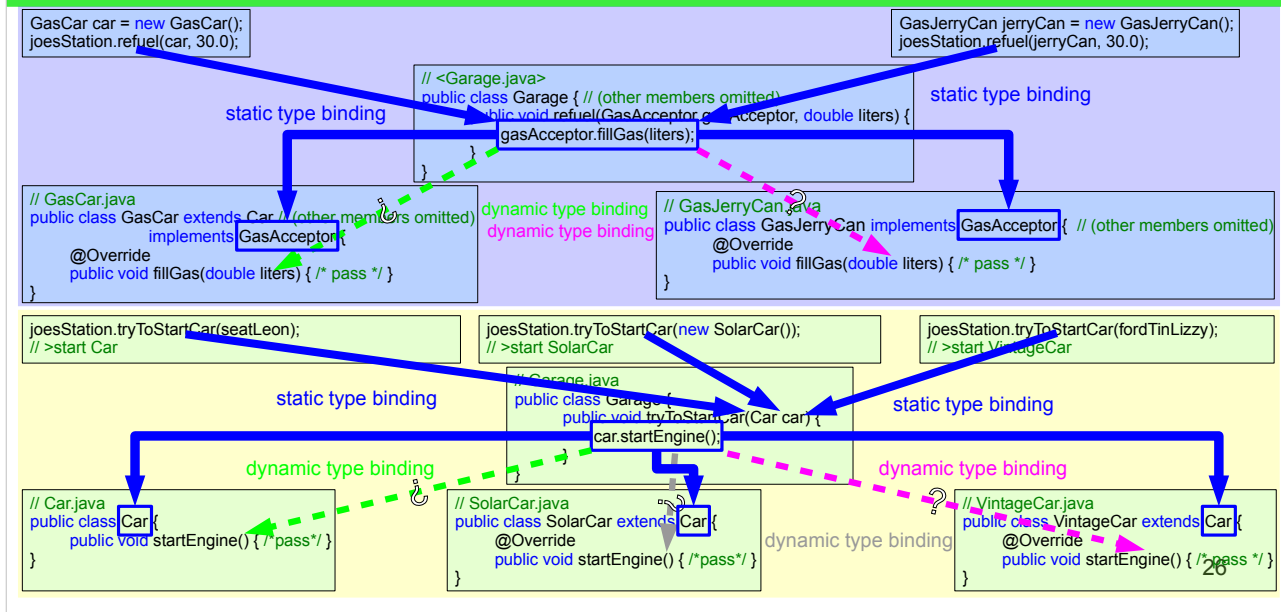 GasCar car = new GasCar();
joesStation.refuel(car, 30.0);
GasJerryCan jerryCan = new GasJerryCan();
joesStation.refuel(jerryCan, 30.0);
static type binding
// <Garage.java>
public class Garage { // (other members omitted)
public void refuel(GasAcceptor gasAcceptor, double liters) {
gasAcceptor.fillGas(liters);
}
}
static type binding
// GasCar.java
public class GasCar extends Car // (other members omitted)
implements GasAcceptor {
@Override
public void fillGas(double liters) { /* pass */ }
}
?
dynamic type binding
dynamic type binding
?
// GasJerryCan.java
public class GasJerryCan implements GasAcceptor { // (other members omitted)
@Override
public void fillGas(double liters) { /* pass */ }
}
joesStation.tryToStartCar(seatLeon);
// >start Car
joesStation.tryToStartCar(new SolarCar());
// >start SolarCar
joesStation.tryToStartCar(fordTinLizzy);
// >start VintageCar
static type binding
// Garage.java
public class Garage {
public void tryToStartCar(Car car) {
car.startEngine();
}
}
static type binding
dynamic type binding
?
dynamic type binding
?
// Car.java
public class Car {
public void startEngine() { /*pass*/ }
}
// SolarCar.java
public class SolarCar extends Car {
@Override
public void startEngine() { /*pass*/ }
}
?
dynamic type binding
// VintageCar.java
public class VintageCar extends Car {
@Override
public void startEngine() { /* pass */ }
}
26